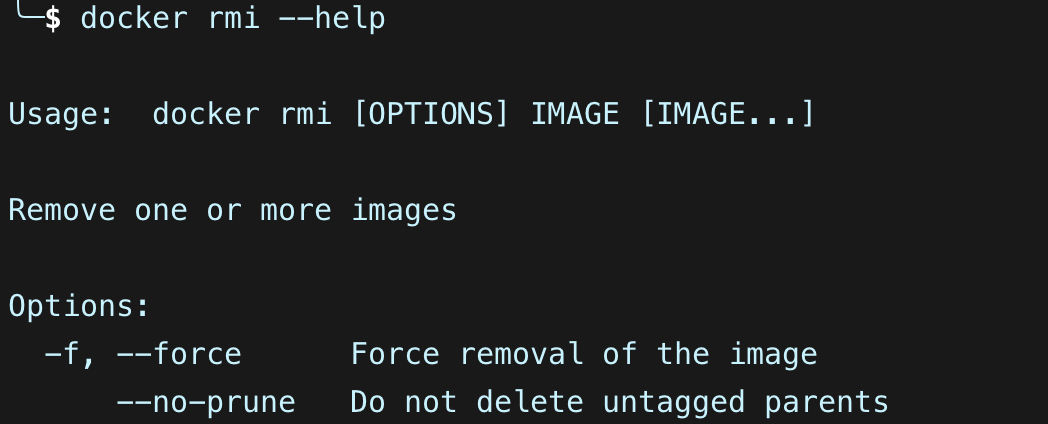 ╰─$ docker rmi --help
Usage:  docker rmi [OPTIONS] IMAGE [IMAGE...]
Remove one or more images
Options:
  -f, --force      Force removal of the image
      --no-prune   Do not delete untagged parents